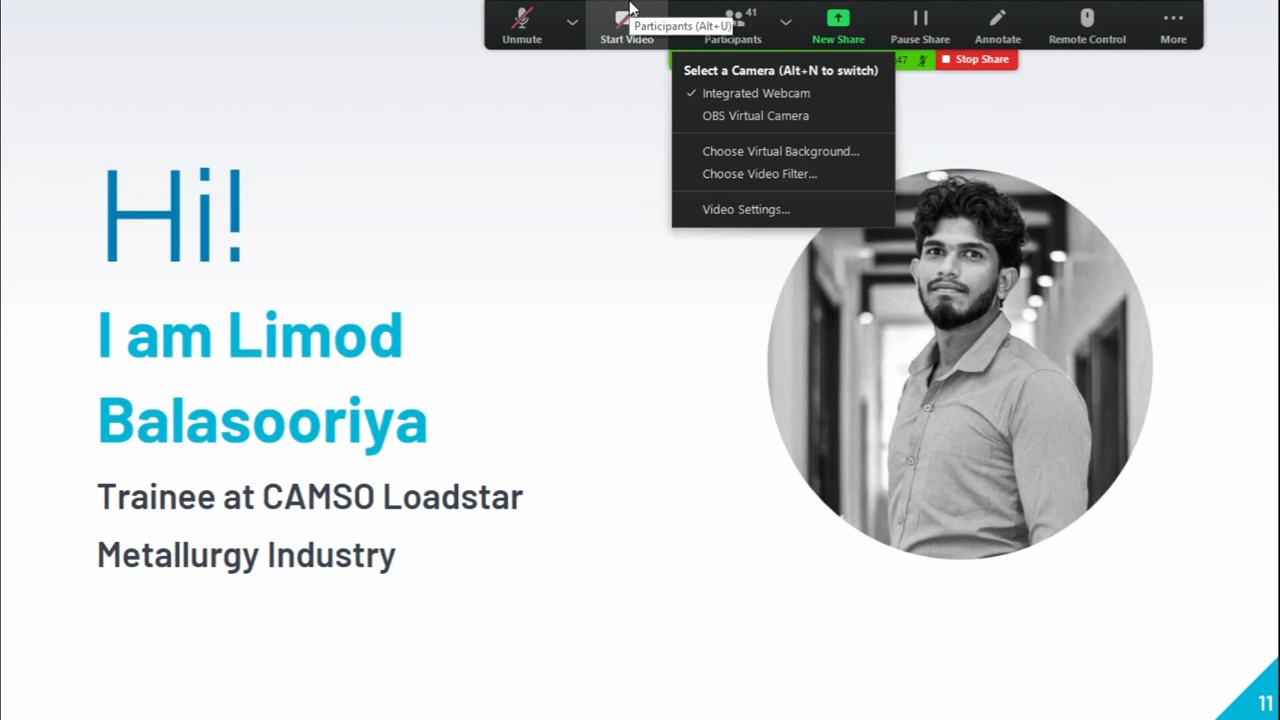 41
Participants (Alt+U)
Unmute
Start Video
Participants
New Share
Pause Share
Annotate
Remote Control
More
47
Stop Share
Select a Camera (Alt+N to switch)
Integrated Webcam
OBS Virtual Camera
Choose Virtual Background...
Choose Video Filter...
Video Settings...
Hi!
I am Limod
Balasooriya
Trainee at CAMSO Loadstar
Metallurgy Industry
11